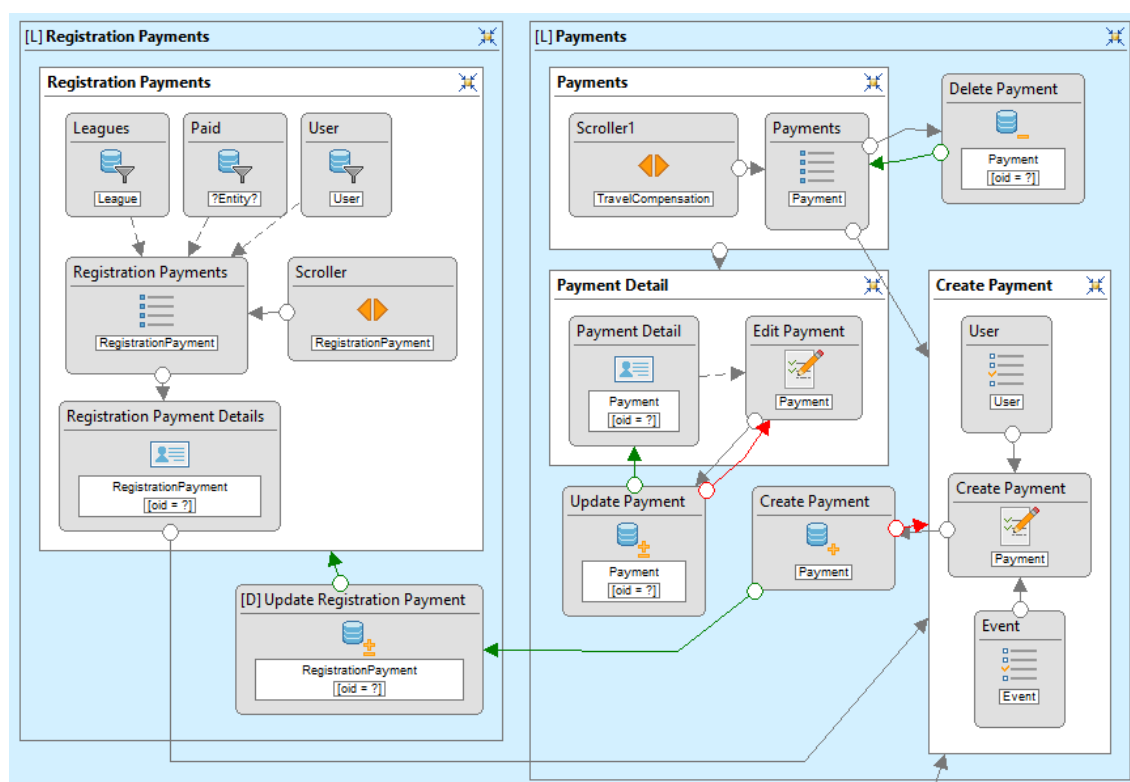 [L] Registration Payments
Registration Payments
Leagues
League
Paid
?Entity?
User
User
Registration Payments
RegistrationPayment
Scroller
RegistrationPayment
Registration Payment Details
RegistrationPayment
[oid = ?]
[D] Update Registration Payment
RegistrationPayment
[oid = ?]
[L] Payments
Payments
Scroller1
TravelCompensation
Payments
Payment
Delete Payment
Payment
[oid = ?]
Payment Detail
Payment Detail
Payment
[oid = ?]
Edit Payment
Payment
Update Payment
Payment
[oid = ?]
Create Payment
Payment
Create Payment
User
User
Create Payment
Payment
Event
Event